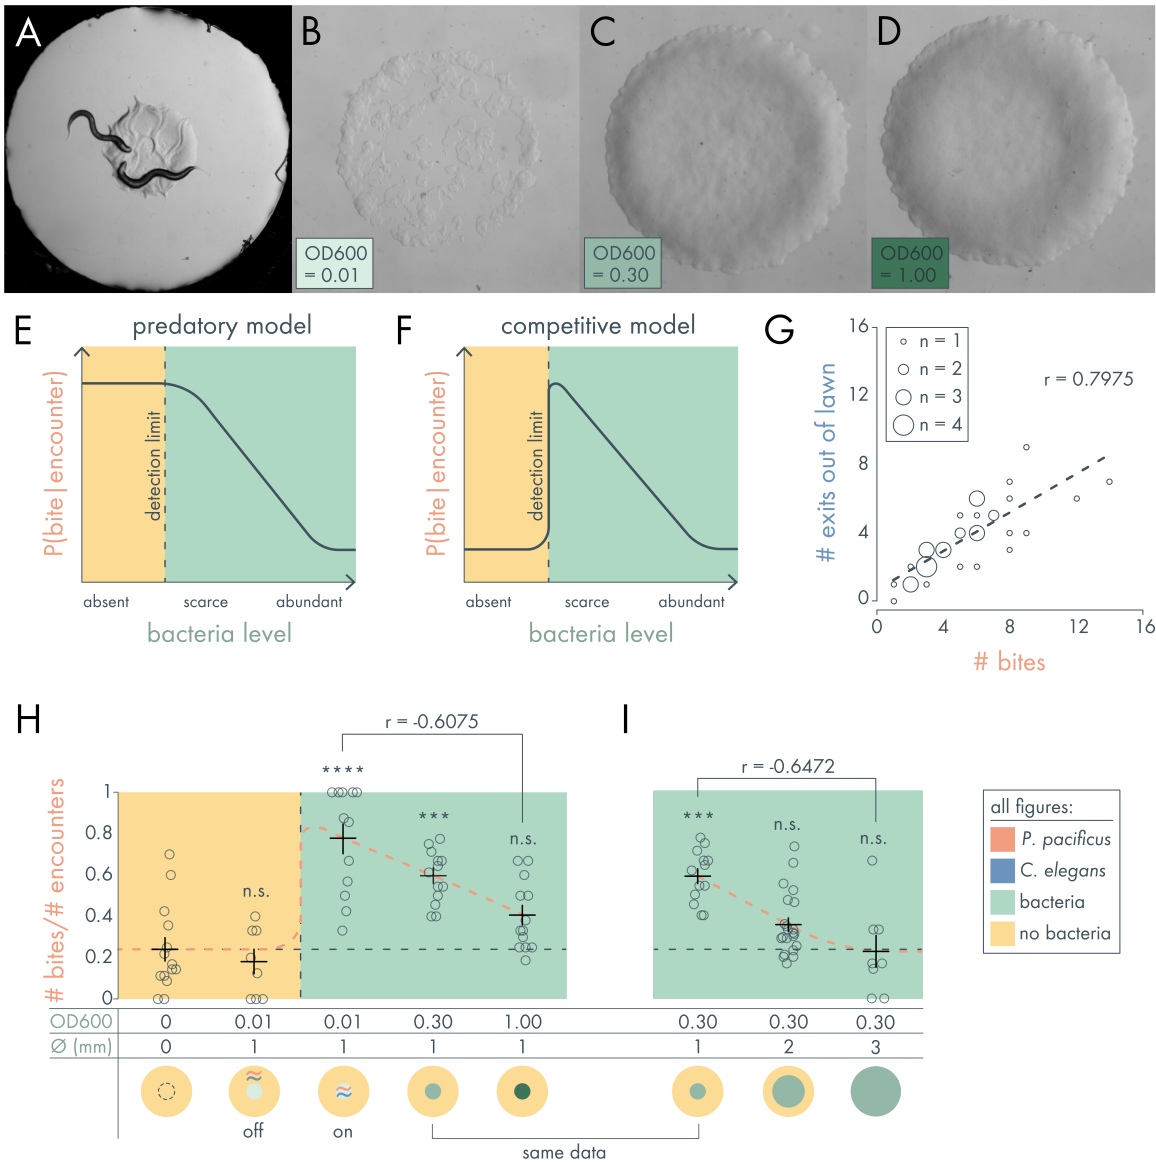 A
B
C
D
OD600
= 0.01
OD600
= 0.30
OD600
= 1.00
E
predatory model
P(bite|encounter)
detection limit
absent
scarce
abundant
bacteria level
F
competitive model
P(bite|encounter)
detection limit
absent
scarce
abundant
bacteria level
G
# exits out of lawn
16
12
8
4
0
n = 1
n = 2
n = 3
n = 4
r = 0.7975
0
4
8
12
16
# bites
H
r = -0.6075
# bites/# encounters
1
0.8
0.6
0.4
0.2
0
n.s.
****
***
n.s.
OD600
0
0.01
0.01
0.30
1.00
Ø (mm)
0
1
1
1
1
off
on
same data
I
r = -0.6472
***
n.s.
n.s.
0.30
0.30
0.30
1
2
3
all figures:
P. pacificus
C. elegans
bacteria
no bacteria